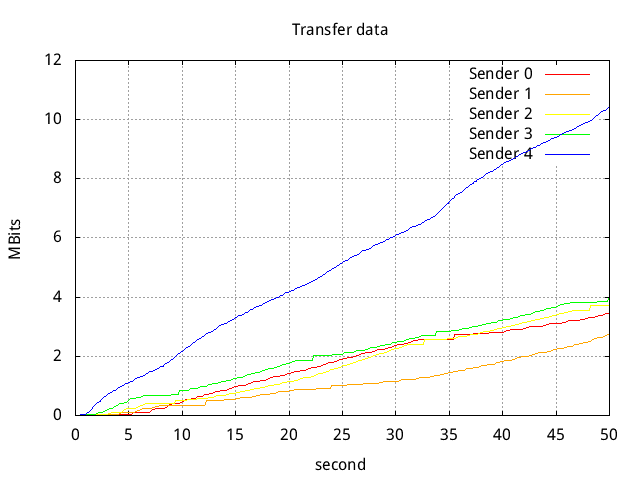 Transfer data
12
10
8
6
4
2
0
MBits
Sender 0
Sender 1
Sender 2
Sender 3
Sender 4
0 5 10 15 20 25 30 35 40 45 50
second